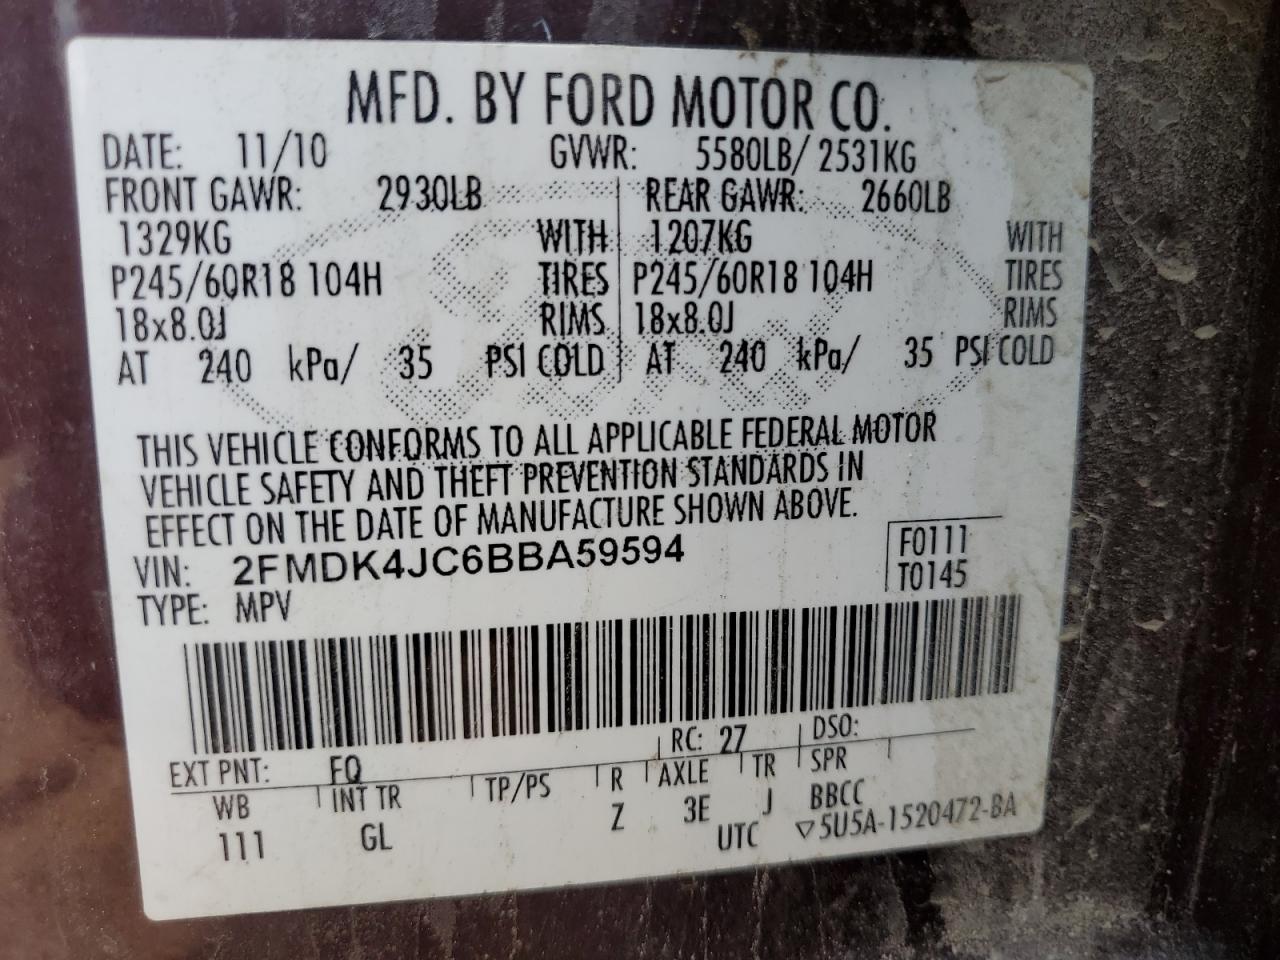 MFD. BY FORD MOTOR CO.
DATE: 11/10 GVWR: 5580LB/ 2531KG
FRONT GAWR: 2930LB REAR GAWR: 2660LB
1329KG WITH 1207KG WITH
P245/60R18 104H TIRES P245/60R18 104H TIRES
18x8.0J RIMS 18x8.0J RIMS
AT 240 kPa/ 35 PSI COLD AT 240 kPa/ 35 PSI COLD
THIS VEHICLE CONFORMS TO ALL APPLICABLE FEDERAL MOTOR
VEHICLE SAFETY AND THEFT PREVENTION STANDARDS IN
EFFECT ON THE DATE OF MANUFACTURE SHOWN ABOVE.
VIN: 2FMDK4JC6BBA59594 F0111
TYPE: MPV T0145
EXT PNT: FQ RC: 27 DSO:
WB INT TR TP/PS R AXLE TR SPR
111 GL Z 3E J BBCC
UTC ▽5U5A-1520472-BA